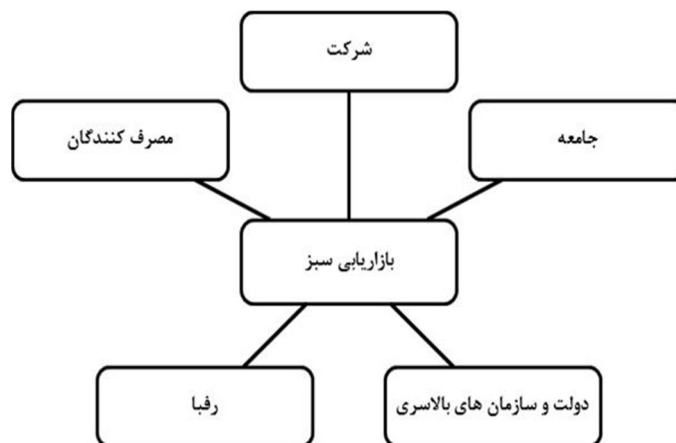 شرکت
جامعه
مصرف کنندگان
بازاریابی سبز
دولت و سازمان های بالاسری
رفبا